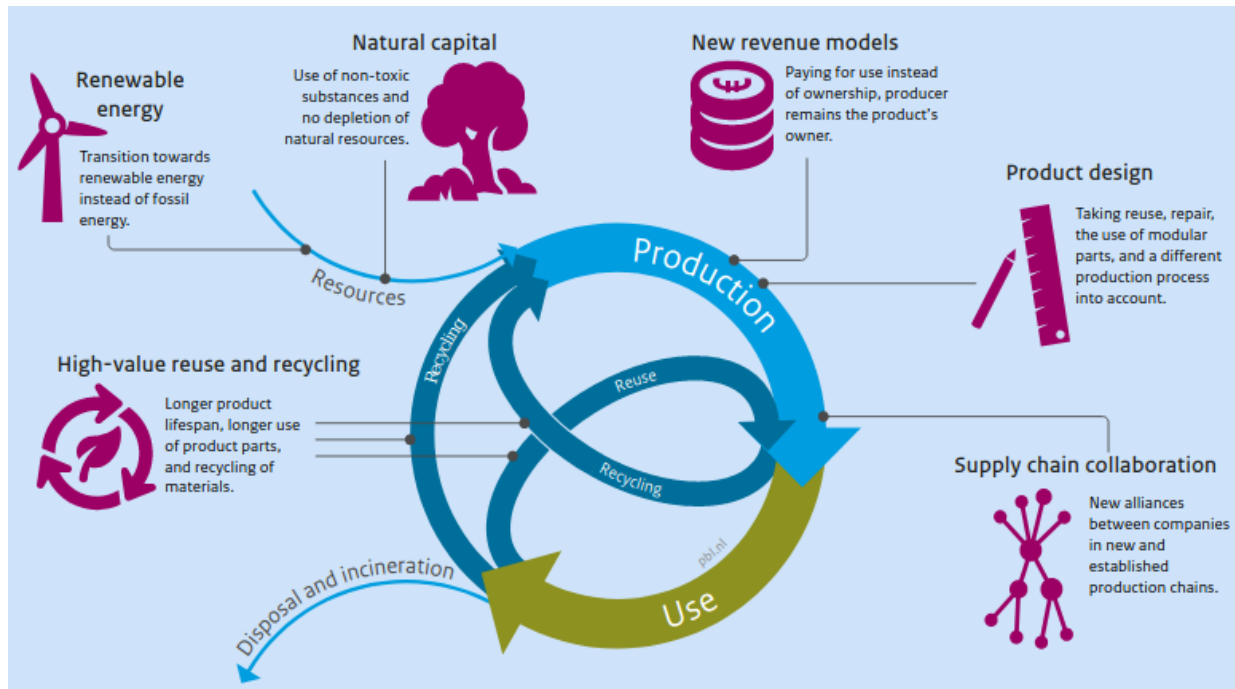 Renewable
energy
Transition towards
renewable energy
instead of fossil
energy.
Natural capital
Use of non-toxic
substances and
no depletion of
natural resources.
New revenue models
Paying for use instead
of ownership, producer
remains the product's
owner.
Product design
Taking reuse, repair,
the use of modular
parts, and a different
production process
into account.
Resources
Production
Recycling
Reuse
Recycling
High-value reuse and recycling
Longer product
lifespan, longer use
of product parts,
and recycling of
materials.
Supply chain collaboration
New alliances
between companies
in new and
established
production chains.
pbl.nl
Use
Disposal and incineration